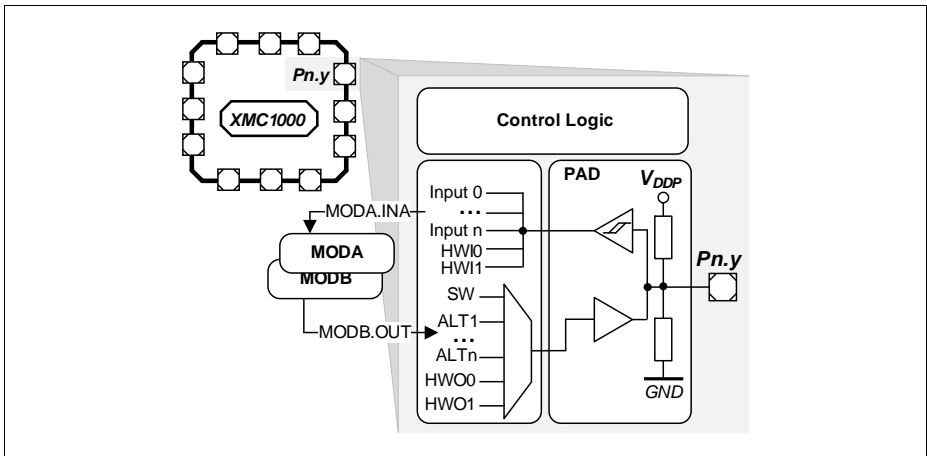 Pn.y
XMC1000
Control Logic
PAD
VDDP
Input 0
...
Input n
HWI0
HWI1
MODA.INA
MODA
MODB
MODB.OUT
SW
ALT1
...
ALTn
HWO0
HWO1
Pn.y
GND